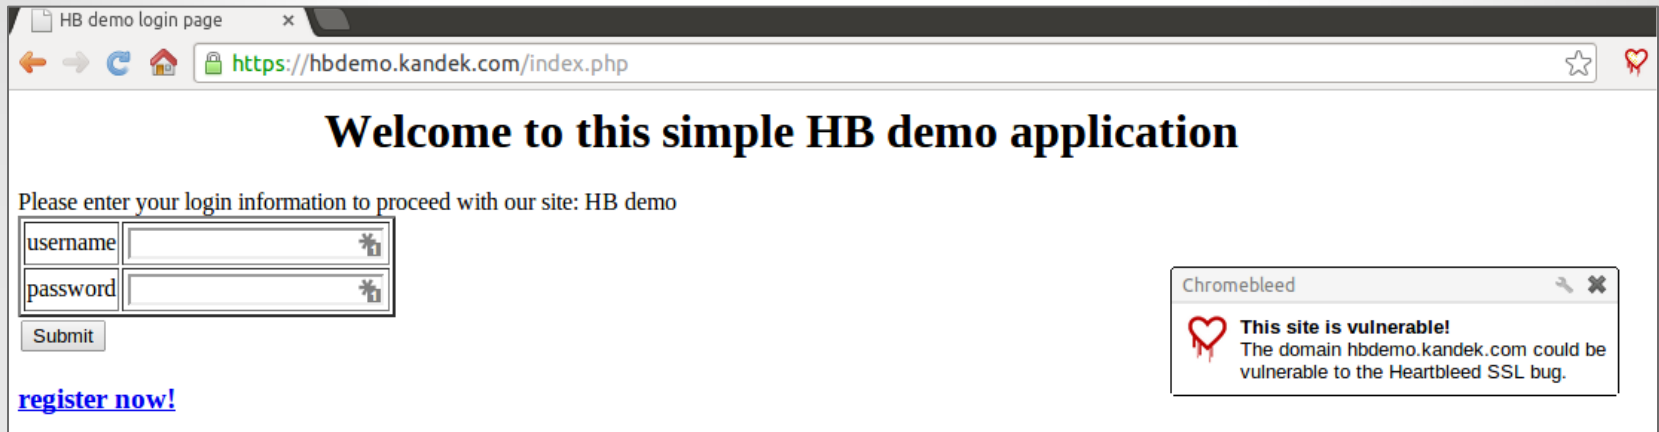 HB demo login page
https://hbdemo.kandek.com/index.php
Welcome to this simple HB demo application
Please enter your login information to proceed with our site: HB demo
username
password
Submit
register now!
Chromebleed
This site is vulnerable!
The domain hbdemo.kandek.com could be
vulnerable to the Heartbleed SSL bug.